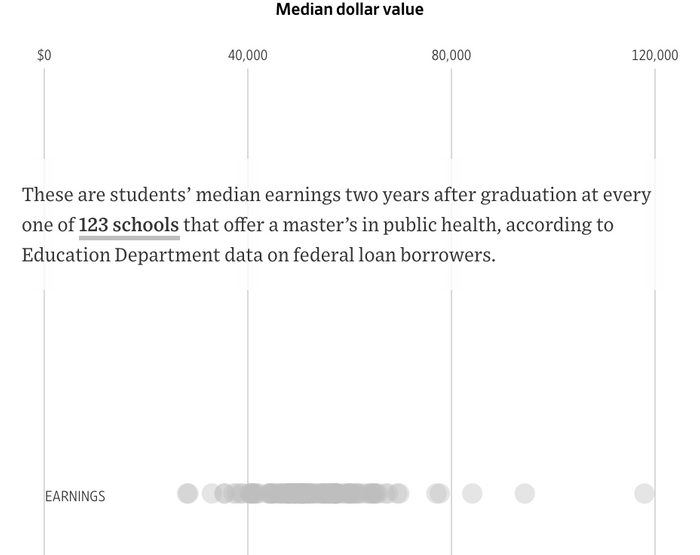 Median dollar value
$0 40,000 80,000 120,000
These are students’ median earnings two years after graduation at every
one of 123 schools that offer a master’s in public health, according to
Education Department data on federal loan borrowers.
EARNINGS